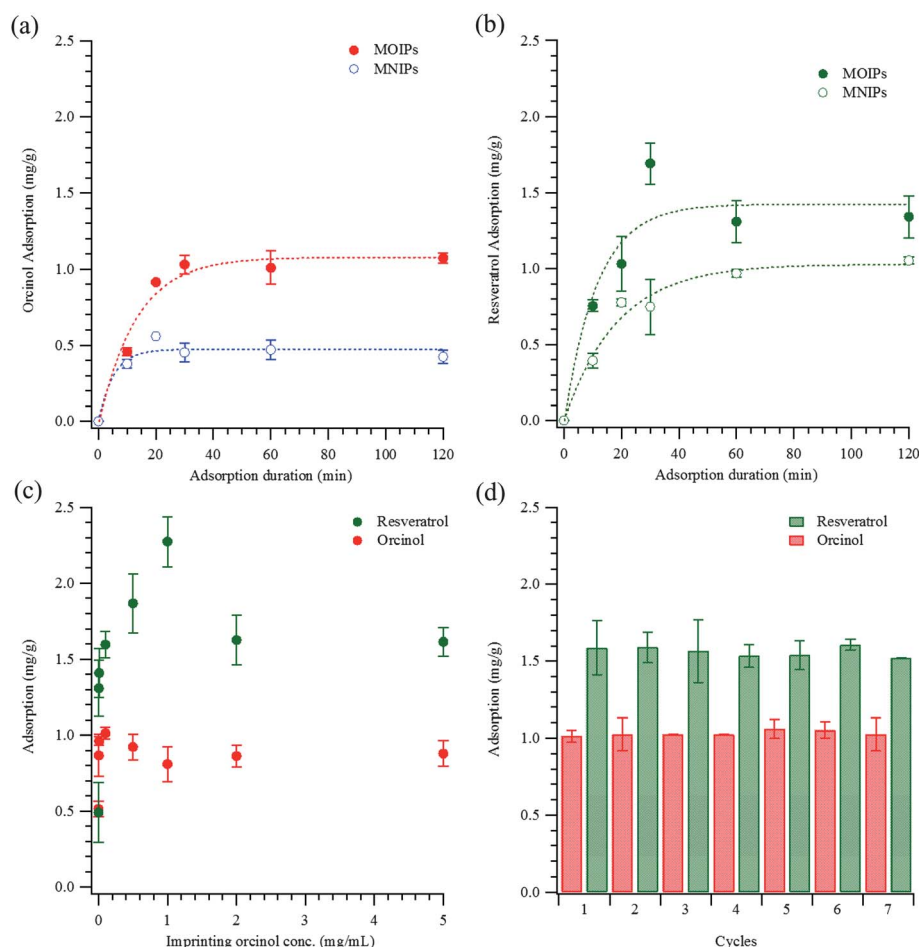 (a)
2.5
2.0
1.5
1.0
0.5
0.0
Orcinol Adsorption (mg/g)
MOIPs
MNIPs
0 20 40 60 80 100 120
Adsorption duration (min)
(b)
2.5
2.0
1.5
1.0
0.5
0.0
Resveratrol Adsorption (mg/g)
MOIPs
MNIPs
0 20 40 60 80 100 120
Adsorption duration (min)
(c)
2.5
2.0
1.5
1.0
0.5
0.0
Adsorption (mg/g)
Resveratrol
Orcinol
0 1 2 3 4 5
Imprinting orcinol conc. (mg/mL)
(d)
2.5
2.0
1.5
1.0
0.5
0.0
Adsorption (mg/g)
Resveratrol
Orcinol
1 2 3 4 5 6 7
Cycles